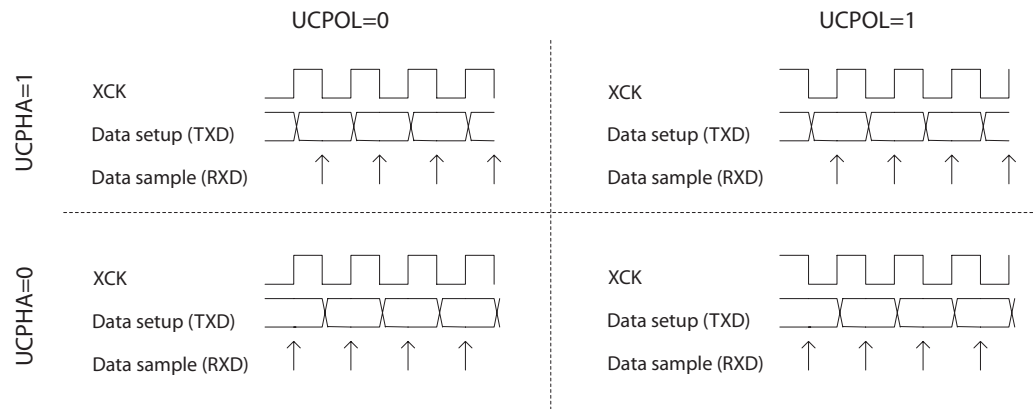 UCPOL=0
UCPOL=1
UCPHA=1
XCK
Data setup (TXD)
Data sample (RXD)
XCK
Data setup (TXD)
Data sample (RXD)
UCPHA=0
XCK
Data setup (TXD)
Data sample (RXD)
XCK
Data setup (TXD)
Data sample (RXD)